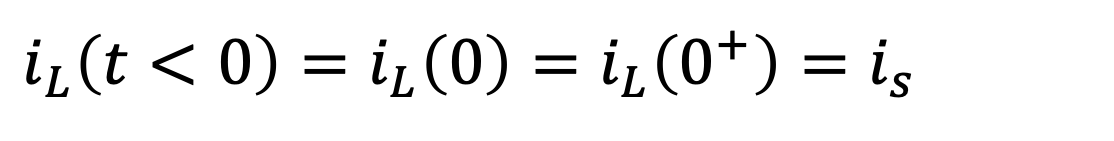 i_L(t < 0) = i_L(0) = i_L(0⁺) = i_s